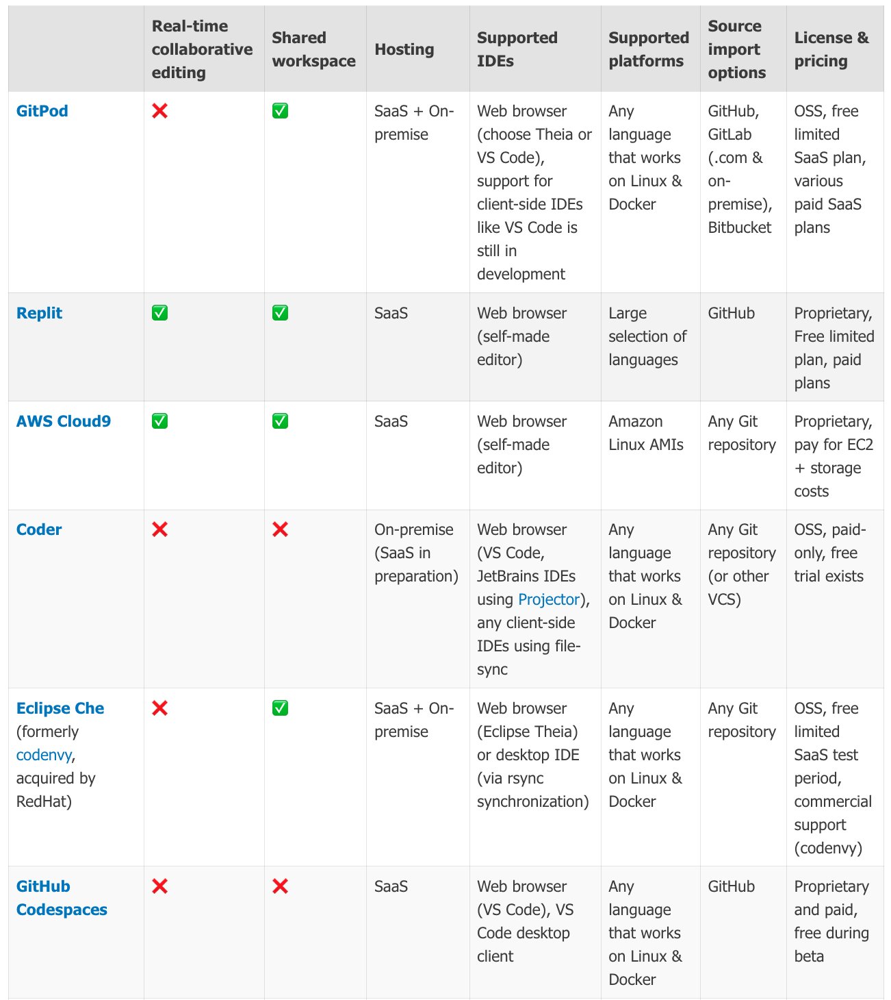 Real-time
collaborative
editing
Shared
workspace
Hosting
Supported
IDEs
Supported
platforms
Source
import
options
License &
pricing
GitPod
❌
✅
SaaS + On-
premise
Web browser
(choose Theia or
VS Code),
support for
client-side IDEs
like VS Code is
still in
development
Any
language
that works
on Linux &
Docker
GitHub,
GitLab
(.com &
on-
premise),
Bitbucket
OSS, free
limited
SaaS plan,
various
paid SaaS
plans
Replit
✅
✅
SaaS
Web browser
(self-made
editor)
Large
selection of
languages
GitHub
Proprietary,
Free limited
plan, paid
plans
AWS Cloud9
✅
✅
SaaS
Web browser
(self-made
editor)
Amazon
Linux AMIs
Any Git
repository
Proprietary,
pay for EC2
+ storage
costs
Coder
❌
❌
On-premise
(SaaS in
preparation)
Web browser
(VS Code,
JetBrains IDEs
using Projector),
any client-side
IDEs using file-
sync
Any
language
that works
on Linux &
Docker
Any Git
repository
(or other
VCS)
OSS, paid-
only, free
trial exists
Eclipse Che
(formerly
codenvy,
acquired by
RedHat)
❌
✅
SaaS + On-
premise
Web browser
(Eclipse Theia)
or desktop IDE
(via rsync
synchronization)
Any
language
that works
on Linux &
Docker
Any Git
repository
OSS, free
limited
SaaS test
period,
commercial
support
(codenvy)
GitHub
Codespaces
❌
❌
SaaS
Web browser
(VS Code), VS
Code desktop
client
Any
language
that works
on Linux &
Docker
GitHub
Proprietary
and paid,
free during
beta